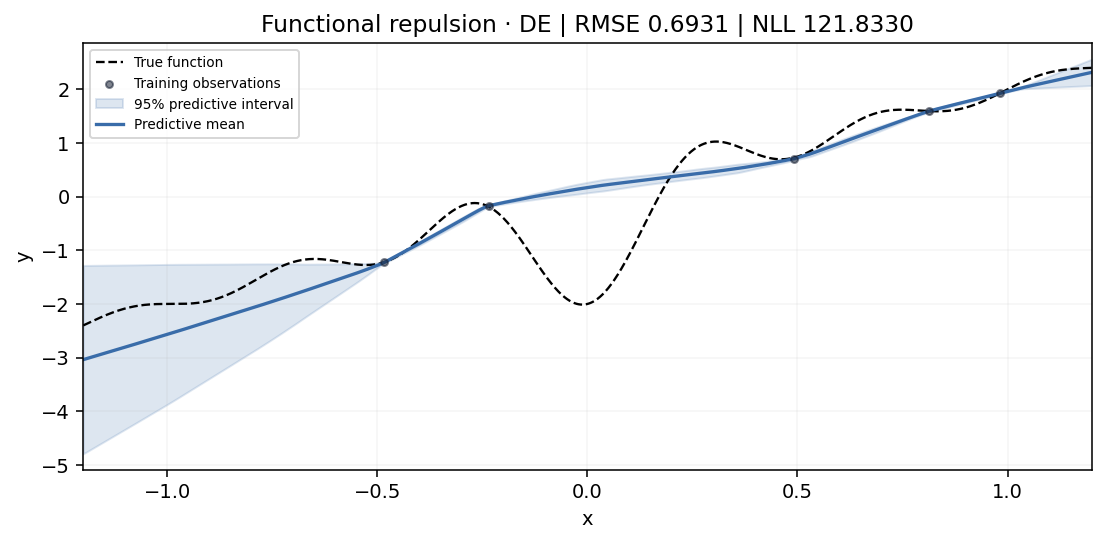 Functional repulsion · DE | RMSE 0.6931 | NLL 121.8330
True function
Training observations
95% predictive interval
Predictive mean
y
2
1
0
−1
−2
−3
−4
−5
−1.0 −0.5 0.0 0.5 1.0
x